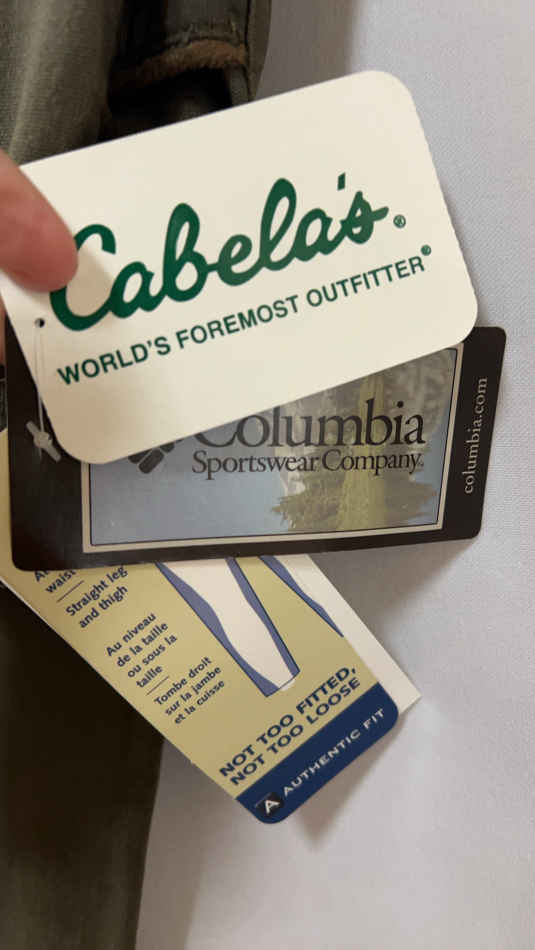 Cabela's®
WORLD'S FOREMOST OUTFITTER®
Columbia
Sportswear Company®
columbia.com
waist
Straight leg
and thigh
Au niveau
de la taille
ou sous la
taille
Tombe droit
sur la jambe
et la cuisse
NOT TOO FITTED,
NOT TOO LOOSE
A AUTHENTIC FIT